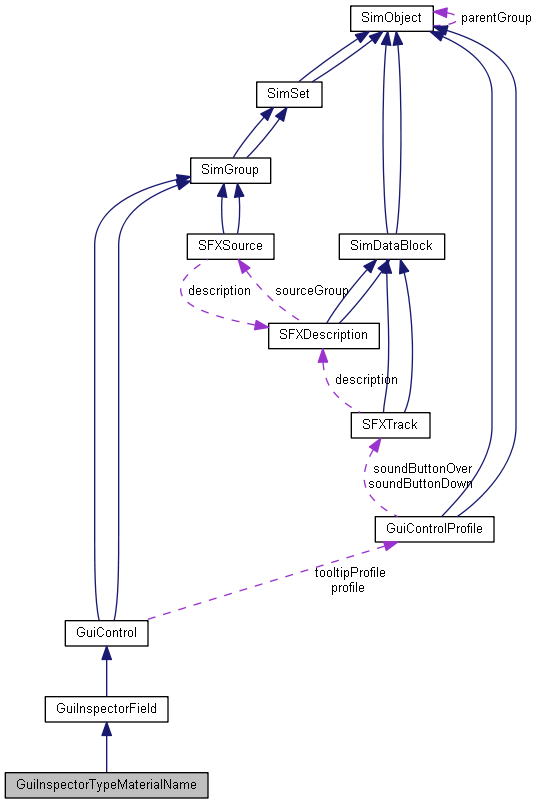 SimObject
parentGroup
SimSet
SimGroup
SFXSource
SimDataBlock
description
sourceGroup
SFXDescription
description
SFXTrack
soundButtonOver
soundButtonDown
GuiControlProfile
tooltipProfile
profile
GuiControl
GuiInspectorField
GuiInspectorTypeMaterialName